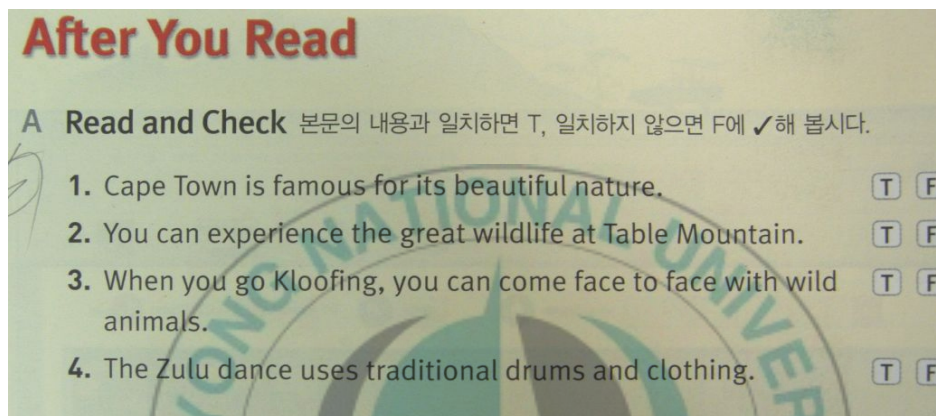 After You Read
A Read and Check 본문의 내용과 일치하면 T, 일치하지 않으면 F에 ✓해 봅시다.
1. Cape Town is famous for its beautiful nature. T F
2. You can experience the great wildlife at Table Mountain. T F
3. When you go Kloofing, you can come face to face with wild T F
animals.
4. The Zulu dance uses traditional drums and clothing. T F
ONG NATIONAL UNIVER